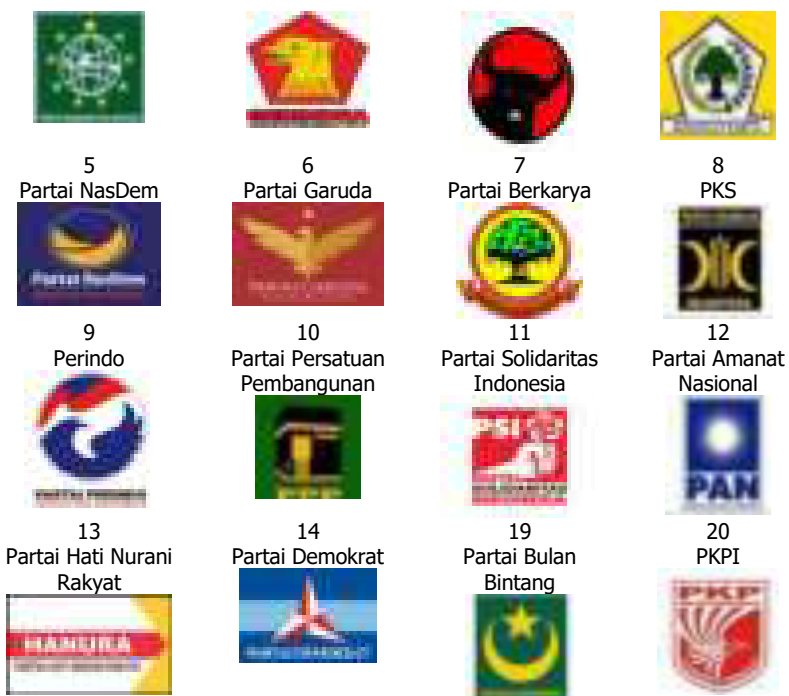 5 6 7 8
Partai NasDem Partai Garuda Partai Berkarya PKS
9 10 11 12
Perindo Partai Persatuan Partai Solidaritas Partai Amanat
Pembangunan Indonesia Nasional
PSI
PPP
PAN
13 14 19 20
Partai Hati Nurani Partai Demokrat Partai Bulan PKPI
Rakyat Bintang
PKP
HANURA